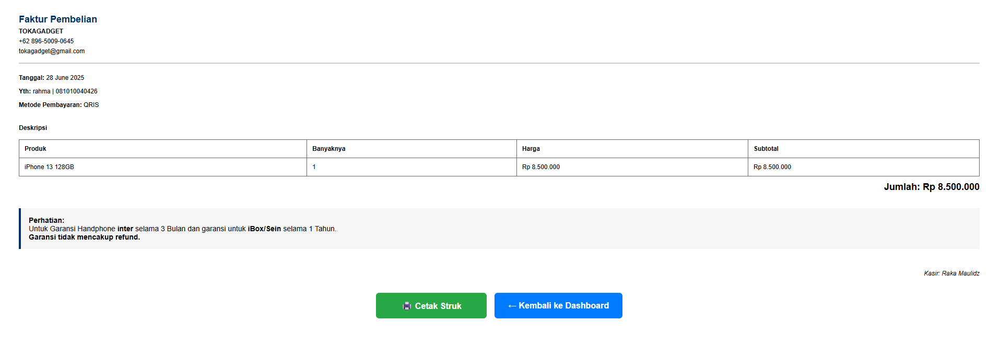 Faktur Pembelian
TOKAGADGET
+62 896-5009-0645
tokagadget@gmail.com
Tanggal: 28 June 2025
Yth: rahma | 081010040426
Metode Pembayaran: QRIS
Deskripsi
Produk Banyaknya Harga Subtotal
iPhone 13 128GB 1 Rp 8.500.000 Rp 8.500.000
Jumlah: Rp 8.500.000
Perhatian:
Untuk Garansi Handphone inter selama 3 Bulan dan garansi untuk iBox/Sein selama 1 Tahun.
Garansi tidak mencakup refund.
Kasir: Raka Maulidz
Cetak Struk
← Kembali ke Dashboard